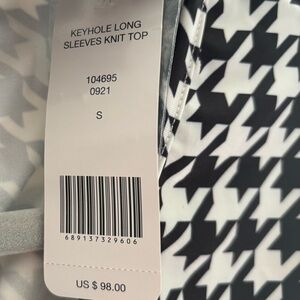 KEYHOLE LONG
SLEEVES KNIT TOP
104695
0921
S
689137329606
US $ 98.00